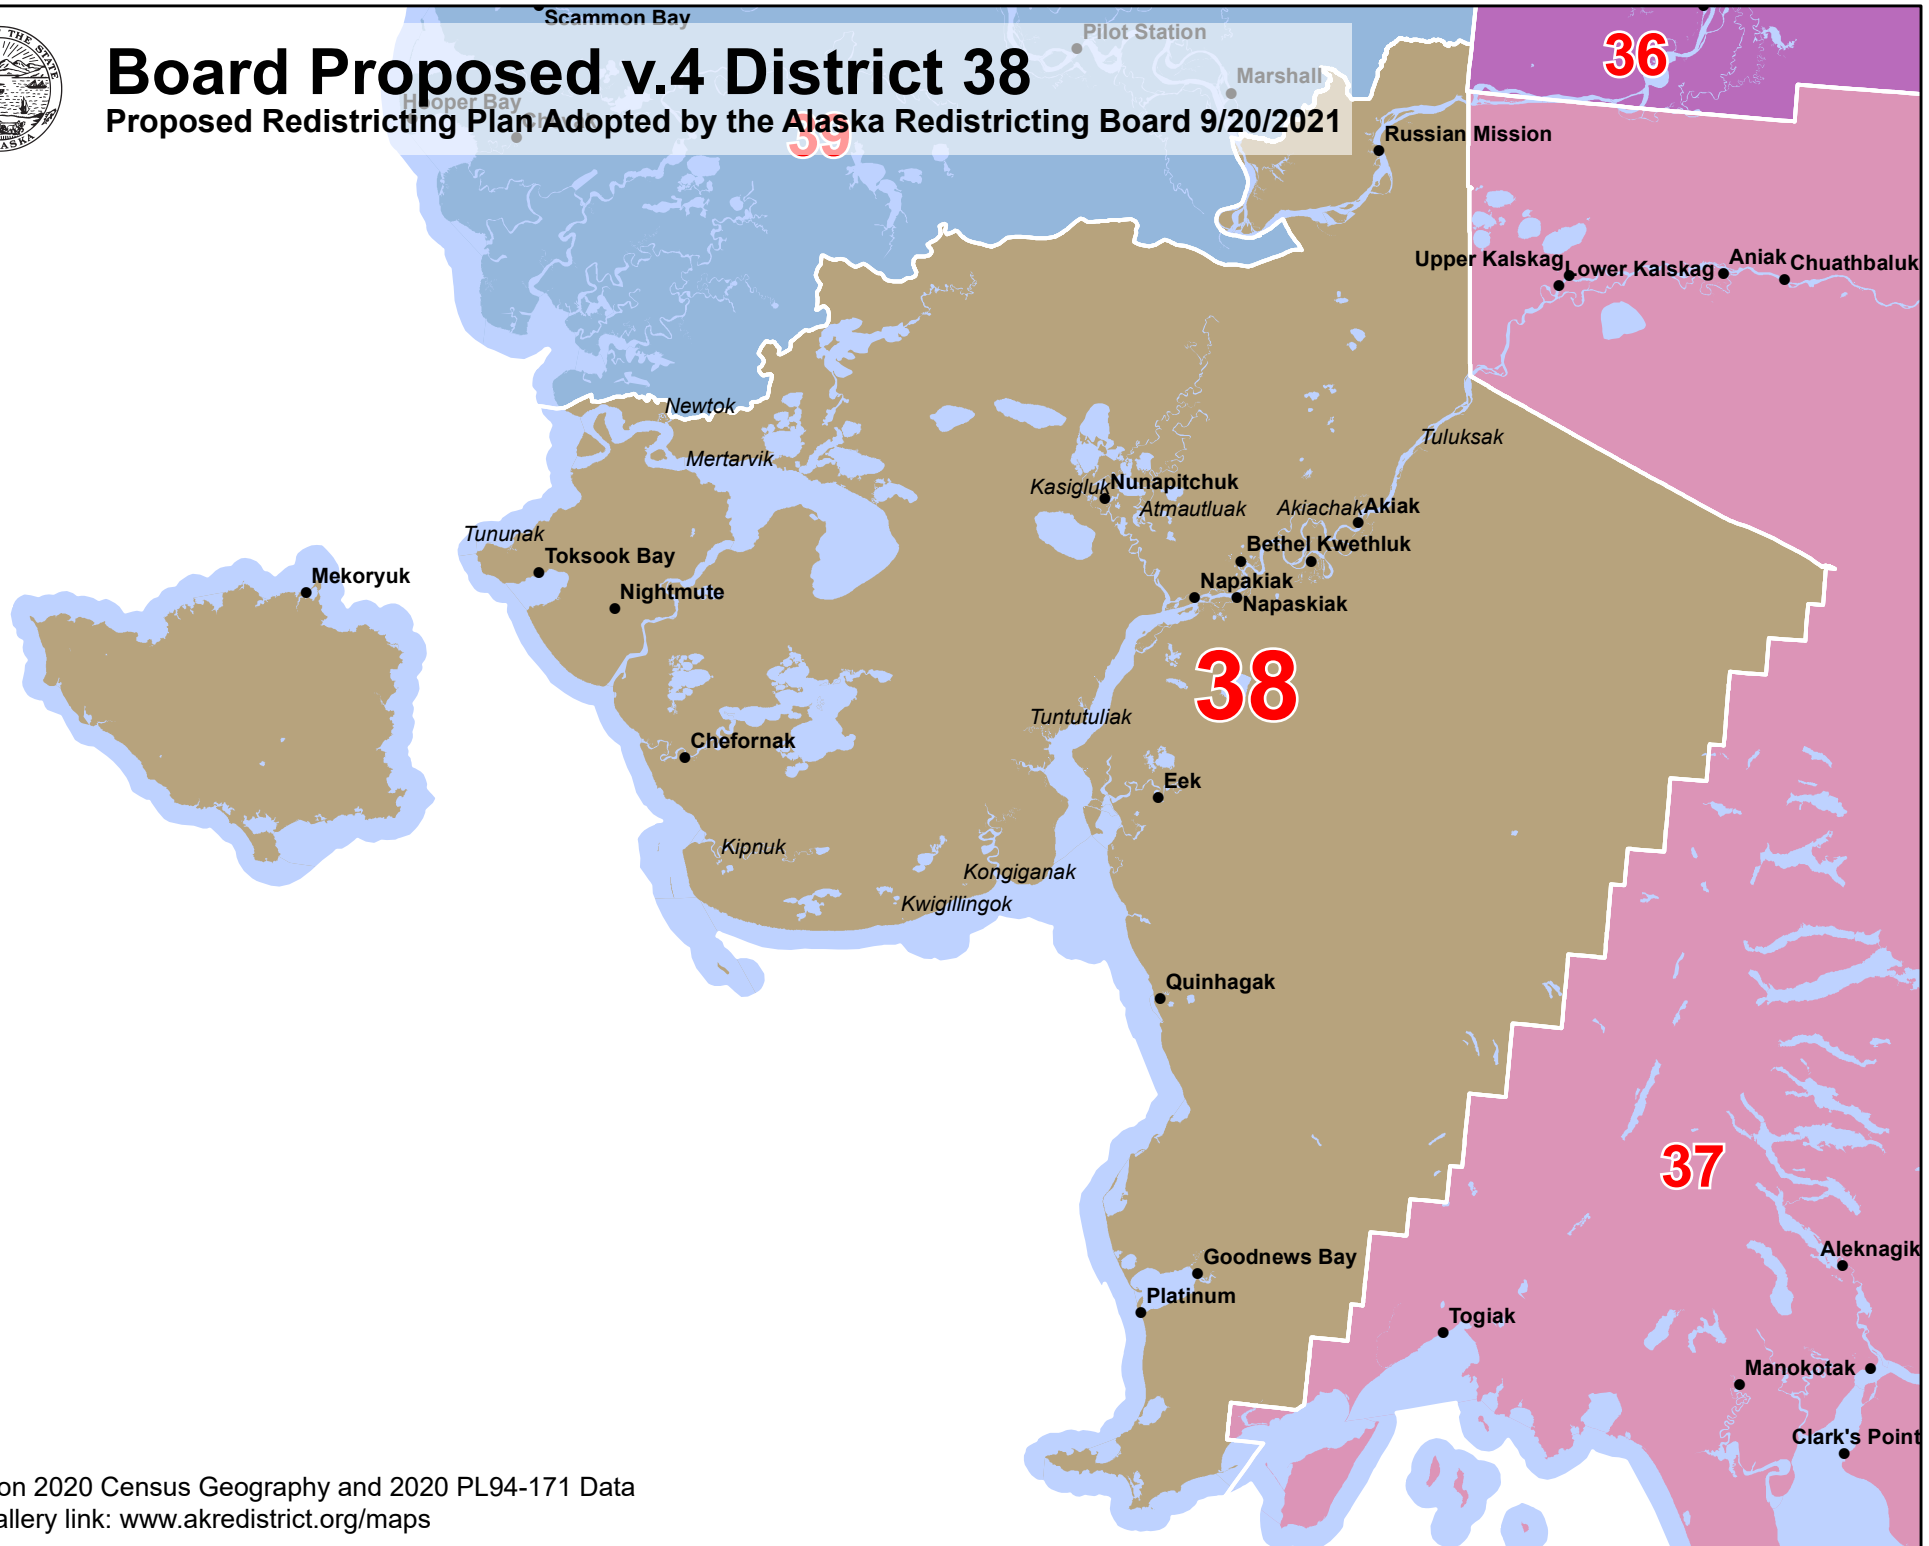 Scammon Bay
Pilot Station
Board Proposed v.4 District 38
Marshall
Hooper Bay
Proposed Redistricting Plan Adopted by the Alaska Redistricting Board 9/20/2021
39
36
THE STATE
Russian Mission
Upper Kalskag
Lower Kalskag
Aniak
Chuathbaluk
Newtok
Mertarvik
Tuluksak
Kasigluk
Nunapitchuk
Atmautluak
Akiachak
Akiak
Tununak
Toksook Bay
Bethel
Kwethluk
Mekoryuk
Nightmute
Napakiak
Napaskiak
38
Tuntutuliak
Chefornak
Eek
Kipnuk
Kongiganak
Kwigillingok
Quinhagak
37
Aleknagik
Goodnews Bay
Platinum
Togiak
Manokotak
Clark's Point
on 2020 Census Geography and 2020 PL94-171 Data
allery link: www.akredistrict.org/maps